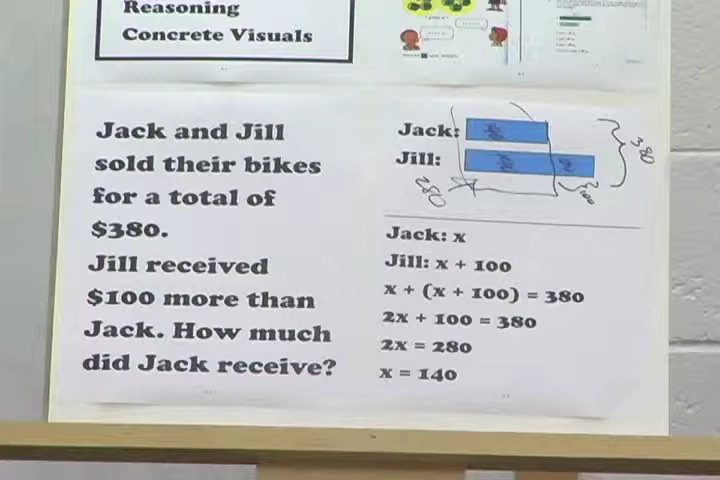 Reasoning
Concrete Visuals
Jack and Jill
sold their bikes
for a total of
$380.
Jill received
$100 more than
Jack. How much
did Jack receive?
Jack:
Jill:
380
100
280
Jack: x
Jill: x + 100
x + (x + 100) = 380
2x + 100 = 380
2x = 280
x = 140